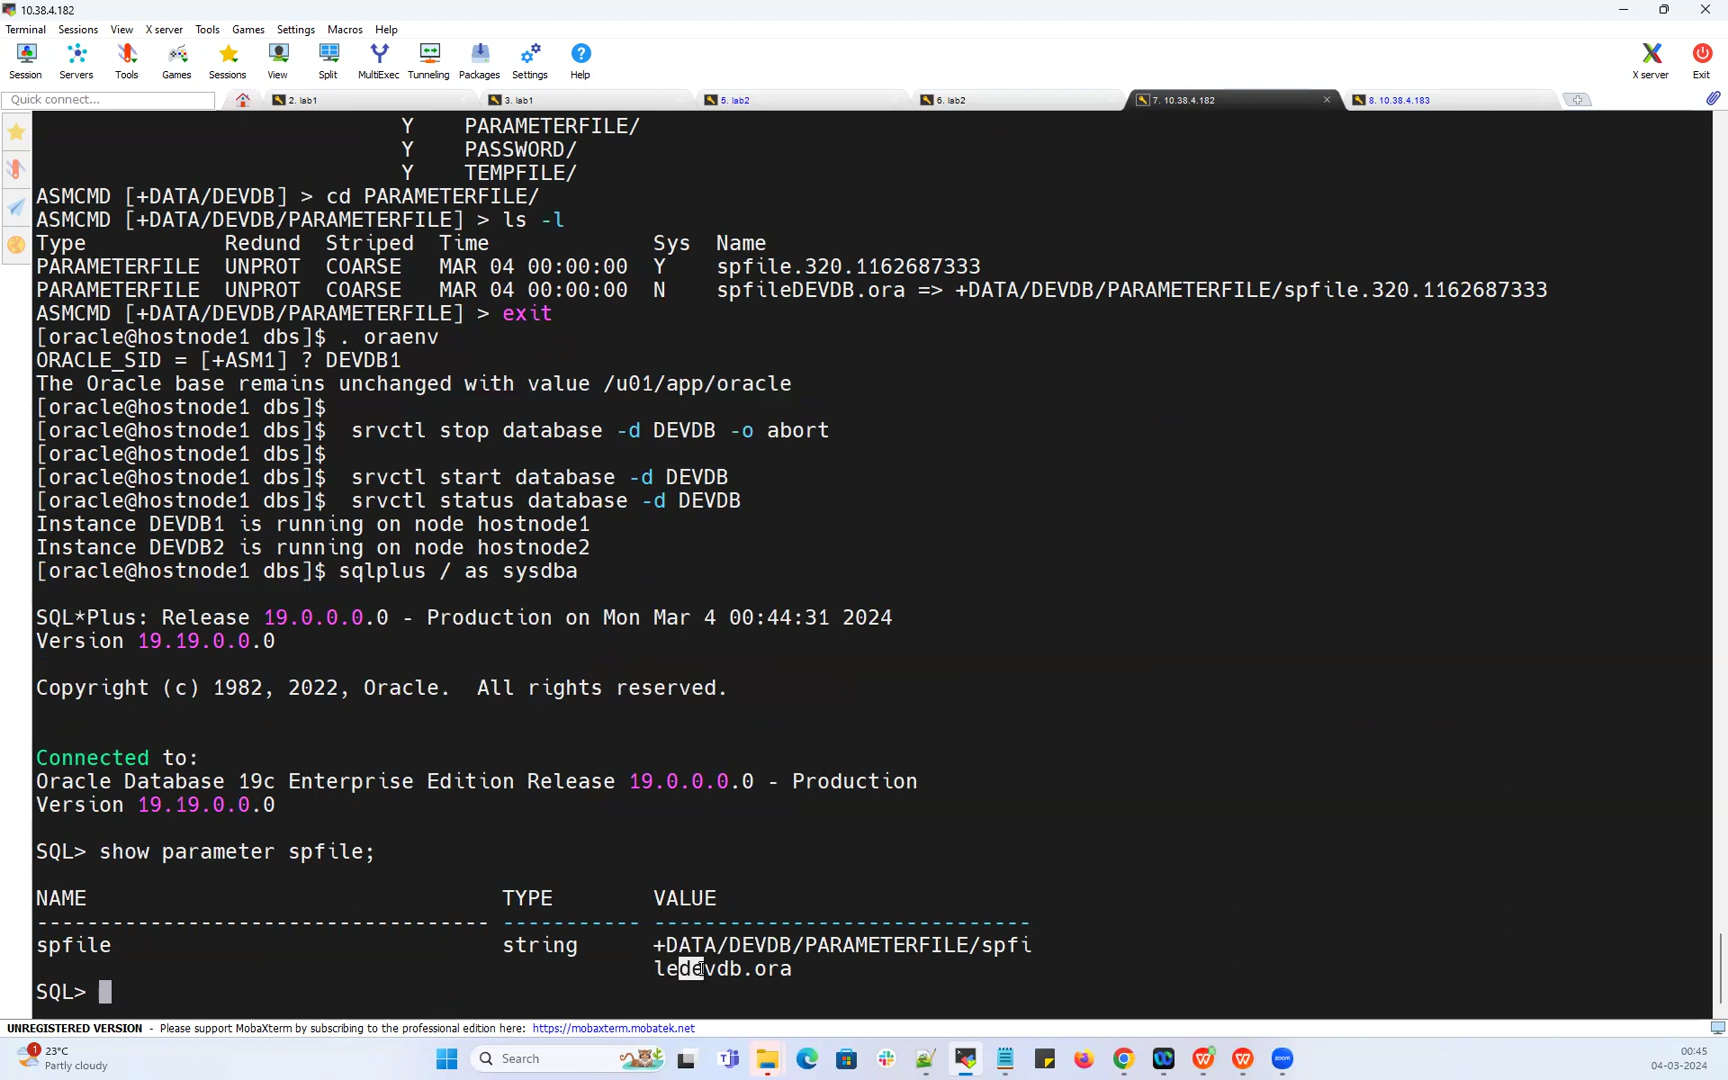 10.38.4.182
Terminal Sessions View X server Tools Games Settings Macros Help
Session Servers Tools Games Sessions View Split MultiExec Tunneling Packages Settings Help X server Exit
Quick connect... 2. lab1 3. lab1 5. lab2 6. lab2 7. 10.38.4.182 8. 10.38.4.183
Y PARAMETERFILE/
Y PASSWORD/
Y TEMPFILE/
ASMCMD [+DATA/DEVDB] > cd PARAMETERFILE/
ASMCMD [+DATA/DEVDB/PARAMETERFILE] > ls -l
Type Redund Striped Time Sys Name
PARAMETERFILE UNPROT COARSE MAR 04 00:00:00 Y spfile.320.1162687333
PARAMETERFILE UNPROT COARSE MAR 04 00:00:00 N spfileDEVDB.ora => +DATA/DEVDB/PARAMETERFILE/spfile.320.1162687333
ASMCMD [+DATA/DEVDB/PARAMETERFILE] > exit
[oracle@hostnode1 dbs]$ . oraenv
ORACLE_SID = [+ASM1] ? DEVDB1
The Oracle base remains unchanged with value /u01/app/oracle
[oracle@hostnode1 dbs]$
[oracle@hostnode1 dbs]$ srvctl stop database -d DEVDB -o abort
[oracle@hostnode1 dbs]$
[oracle@hostnode1 dbs]$ srvctl start database -d DEVDB
[oracle@hostnode1 dbs]$ srvctl status database -d DEVDB
Instance DEVDB1 is running on node hostnode1
Instance DEVDB2 is running on node hostnode2
[oracle@hostnode1 dbs]$ sqlplus / as sysdba
SQL*Plus: Release 19.0.0.0.0 - Production on Mon Mar 4 00:44:31 2024
Version 19.19.0.0.0
Copyright (c) 1982, 2022, Oracle. All rights reserved.
Connected to:
Oracle Database 19c Enterprise Edition Release 19.0.0.0.0 - Production
Version 19.19.0.0.0
SQL> show parameter spfile;
NAME TYPE VALUE
------------------------------------ ----------- ------------------------------
spfile string +DATA/DEVDB/PARAMETERFILE/spfi
ledevdb.ora
SQL>
UNREGISTERED VERSION - Please support MobaXterm by subscribing to the professional edition here: https://mobaxterm.mobatek.net
1 23°C
Partly cloudy
Search
00:45
04-03-2024